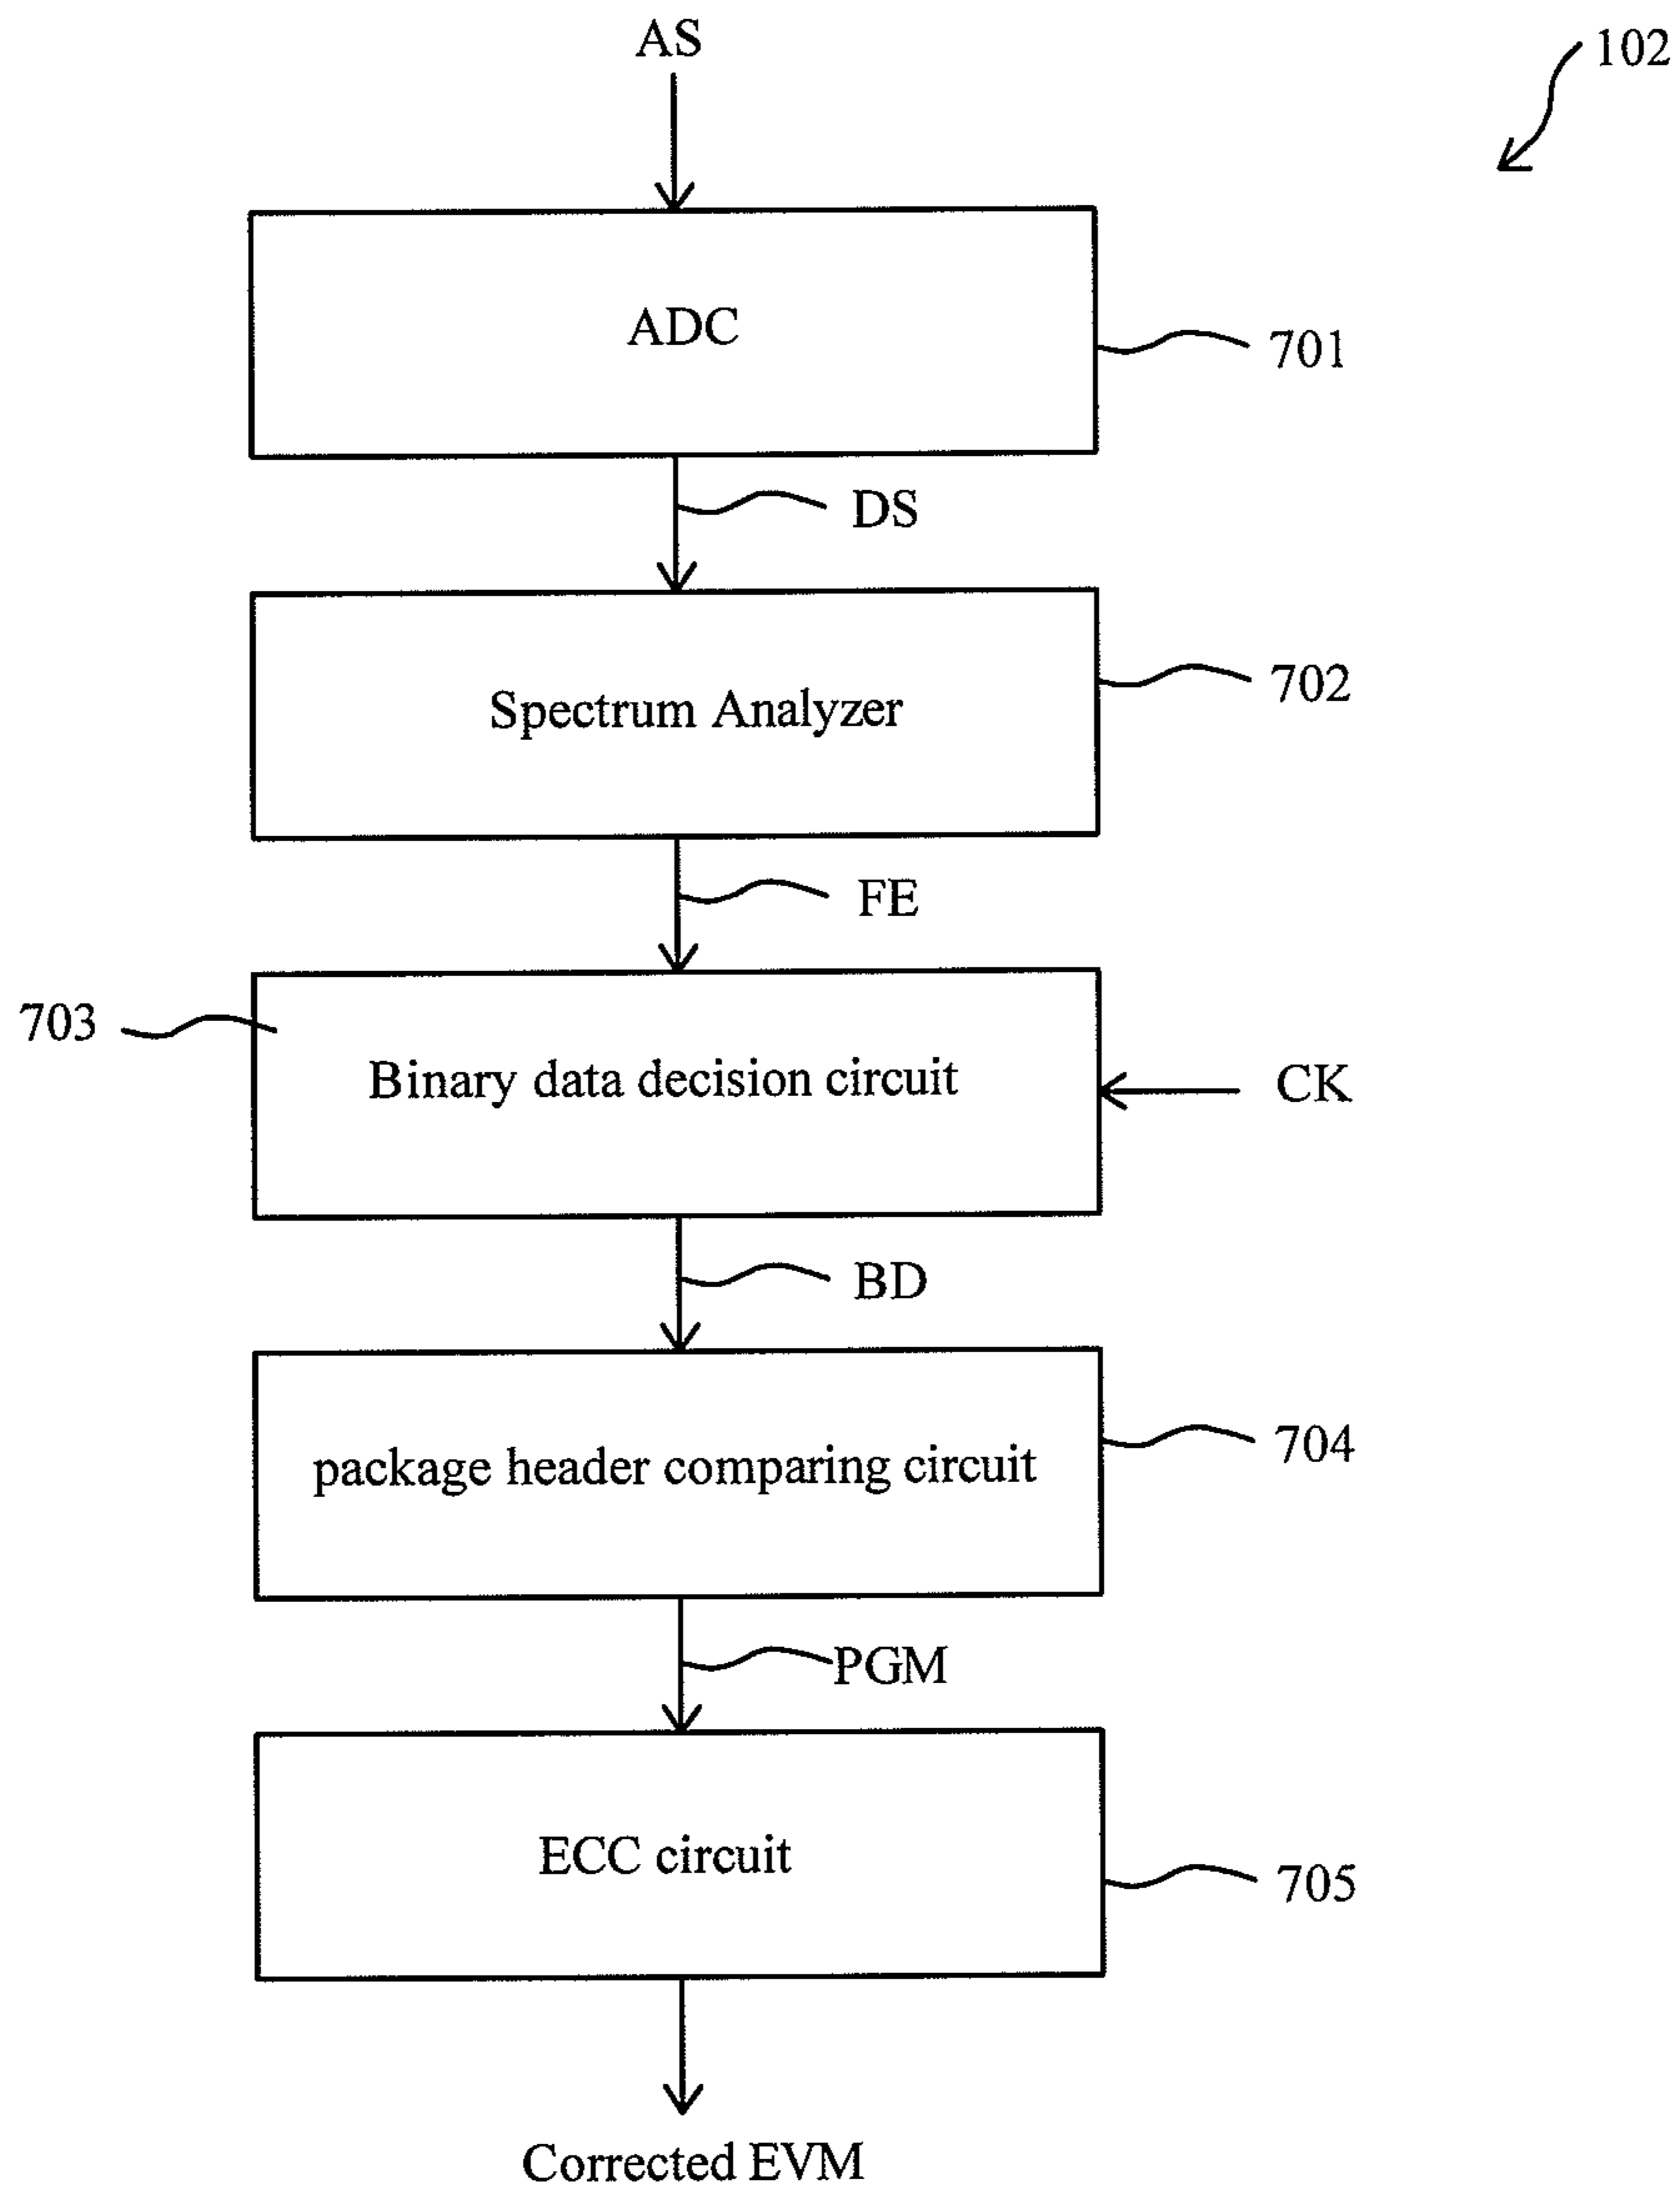 AS
102
ADC
701
DS
Spectrum Analyzer
702
FE
703
Binary data decision circuit
CK
BD
package header comparing circuit
704
PGM
ECC circuit
705
Corrected EVM